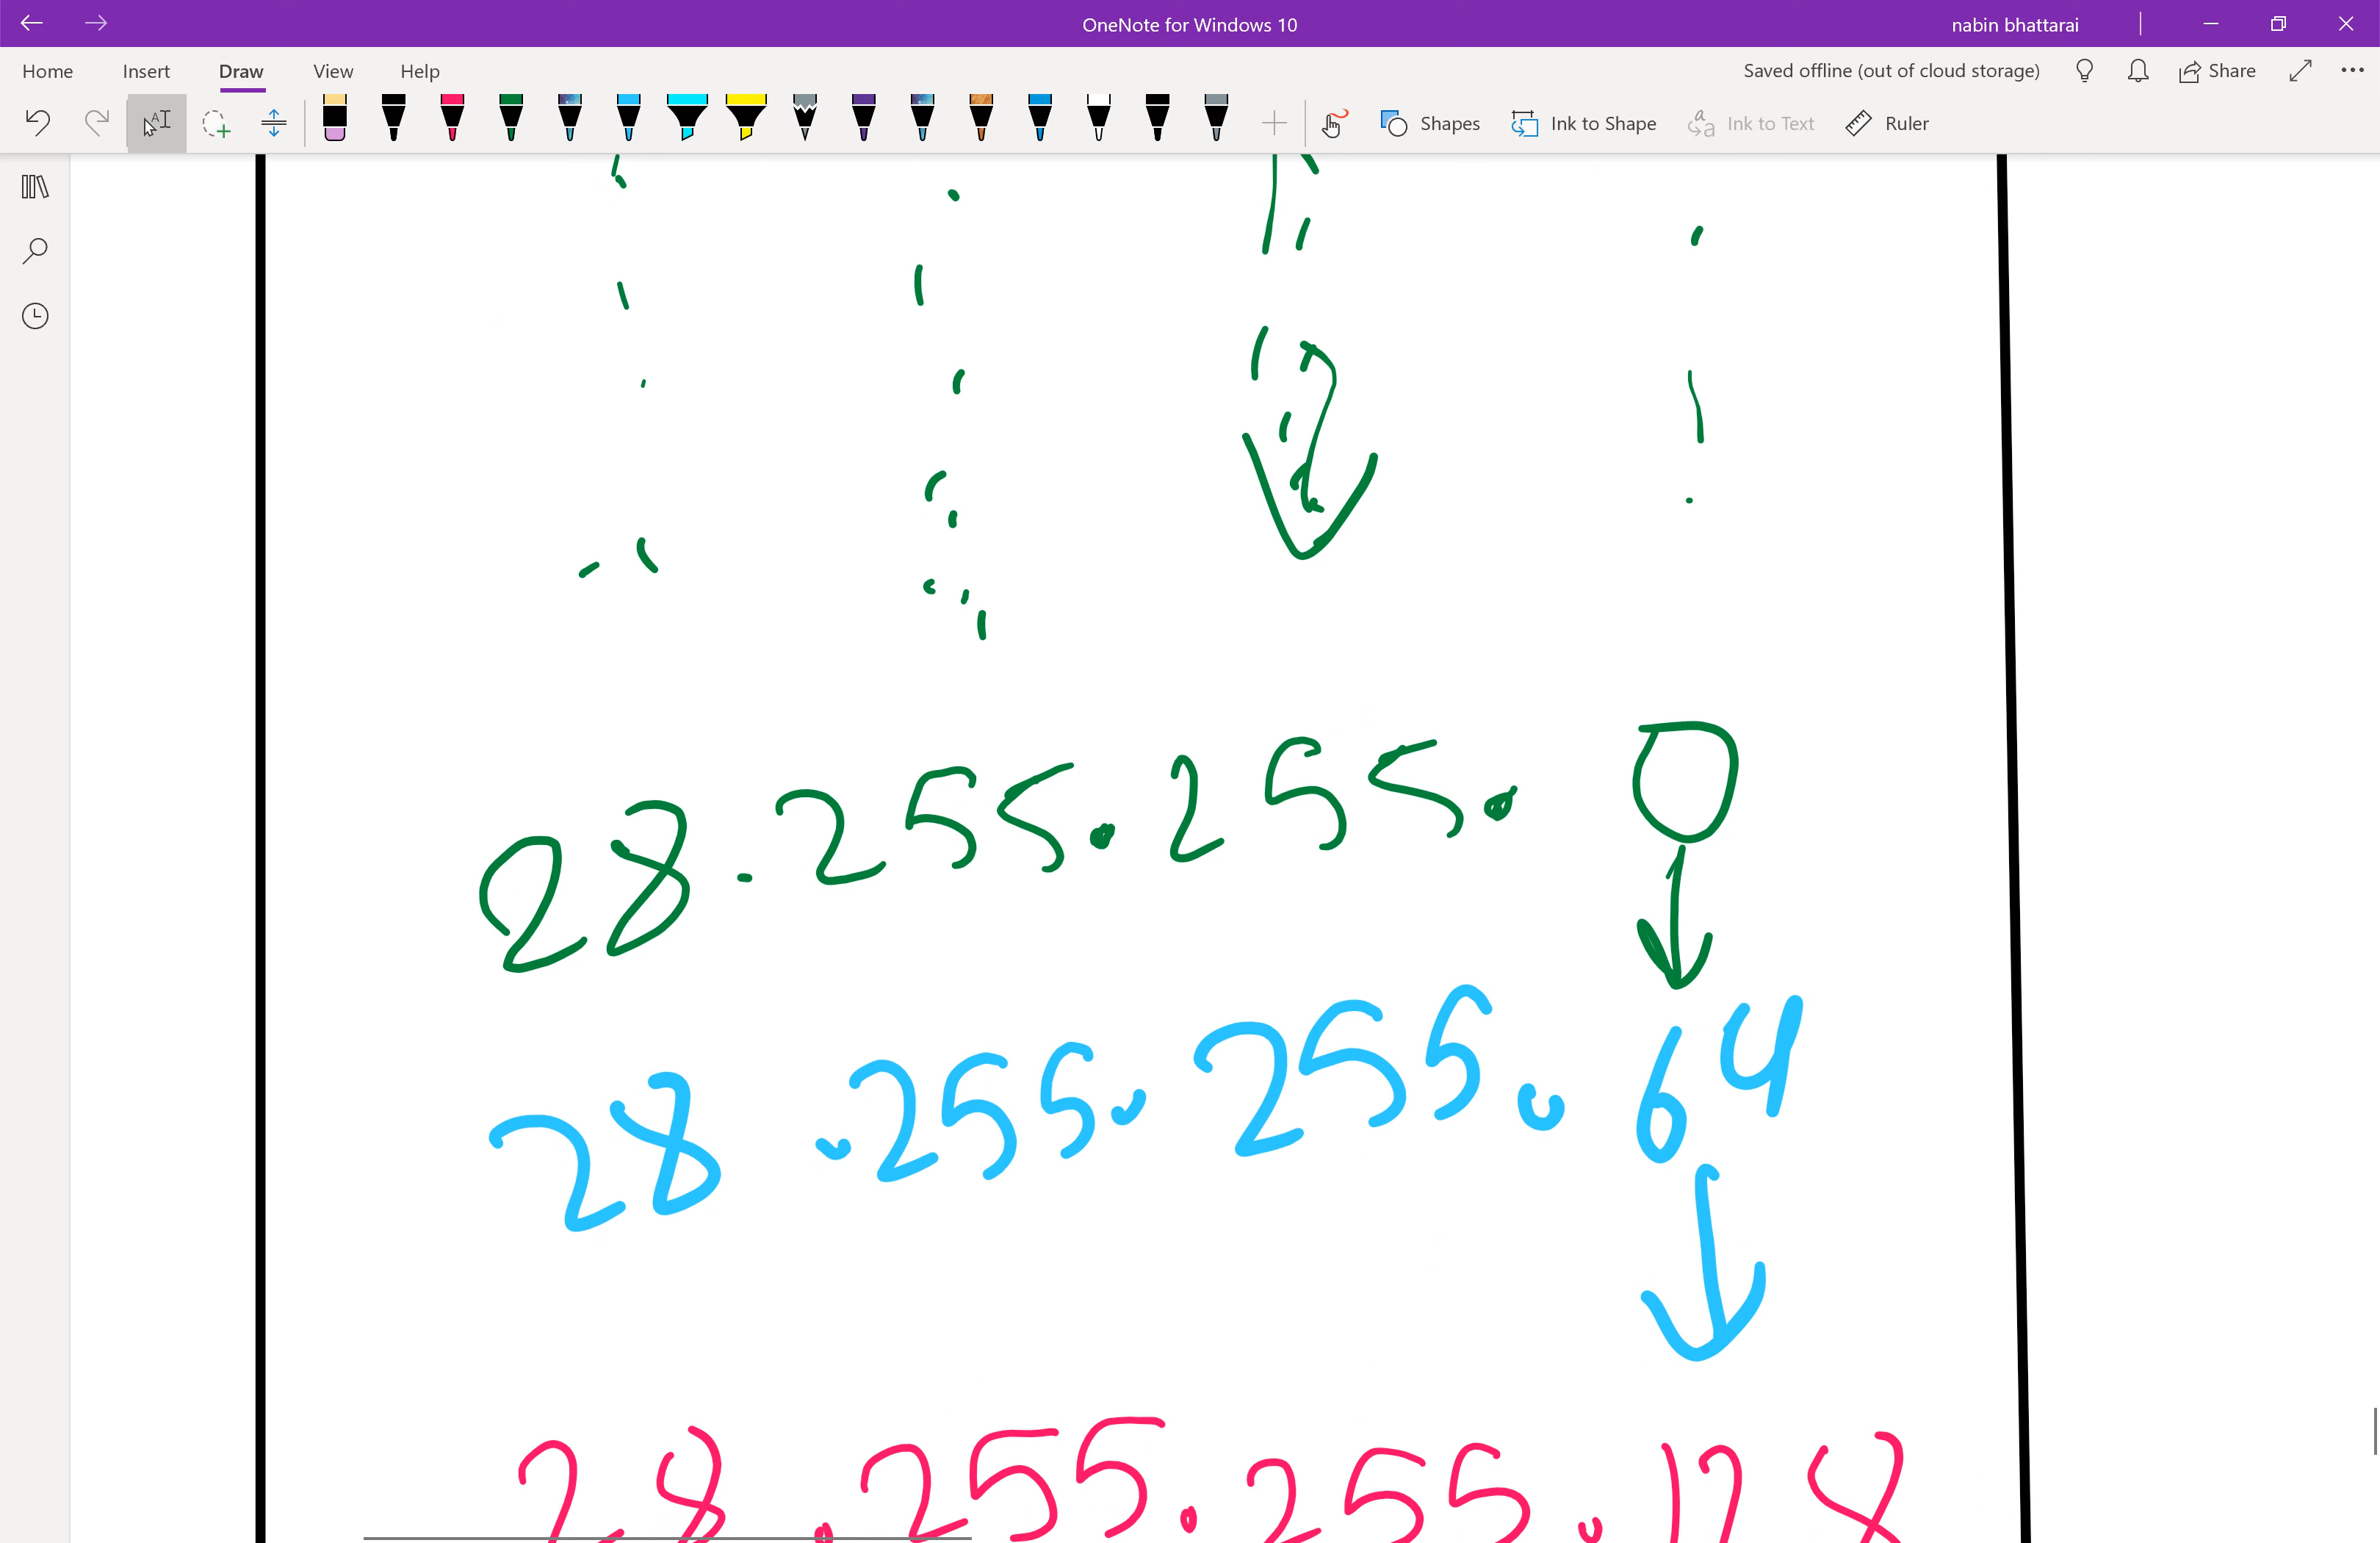 OneNote for Windows 10
nabin bhattarai
Home Insert Draw View Help
Saved offline (out of cloud storage)
Share
Shapes Ink to Shape Ink to Text Ruler
28.255.255.0
28.255.255.64
28.255.255.128